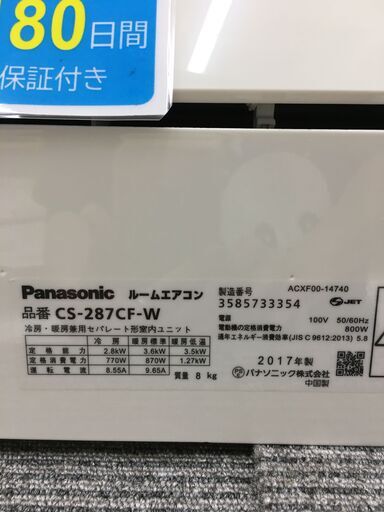 180日間
保証付き
Panasonic ルームエアコン
品番 CS-287CF-W
冷房・暖房兼用セパレート形室内ユニット
冷房 暖房標準 暖房低温
定格能力 2.8kW 3.6kW 3.5kW
定格消費電力 770W 870W 1.27kW
運転電流 8.55A 9.65A
質量 8 kg
ACXF00-14740
製造番号
3585733354 JET
電源 100V 50/60Hz
電動機の定格消費電力 800W
通年エネルギー消費効率(JIS C 9612:2013) 5.8
2017年製
パナソニック株式会社
中国製